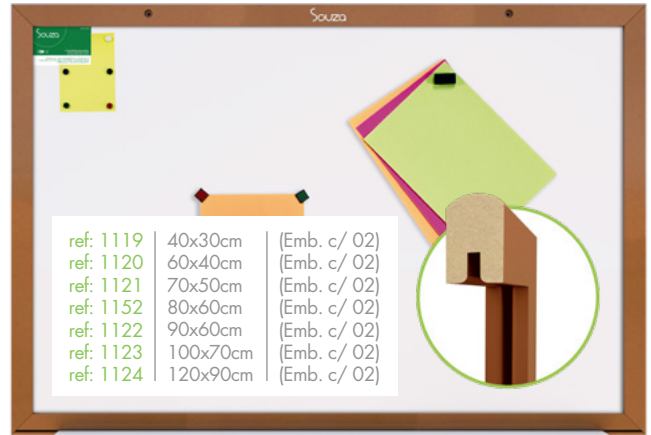 Souza
Souza
ref: 1119 | 40x30cm | (Emb. c/ 02)
ref: 1120 | 60x40cm | (Emb. c/ 02)
ref: 1121 | 70x50cm | (Emb. c/ 02)
ref: 1152 | 80x60cm | (Emb. c/ 02)
ref: 1122 | 90x60cm | (Emb. c/ 02)
ref: 1123 | 100x70cm | (Emb. c/ 02)
ref: 1124 | 120x90cm | (Emb. c/ 02)